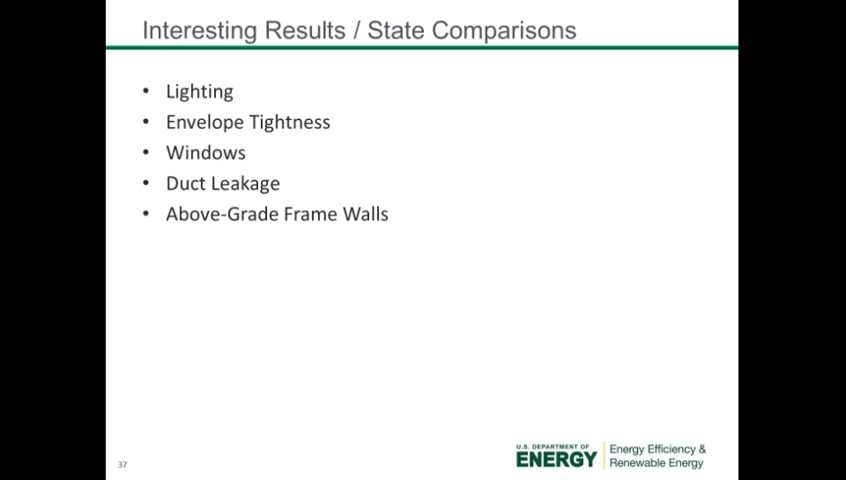 Interesting Results / State Comparisons
• Lighting
• Envelope Tightness
• Windows
• Duct Leakage
• Above-Grade Frame Walls
37
U.S. DEPARTMENT OF
ENERGY
Energy Efficiency &
Renewable Energy